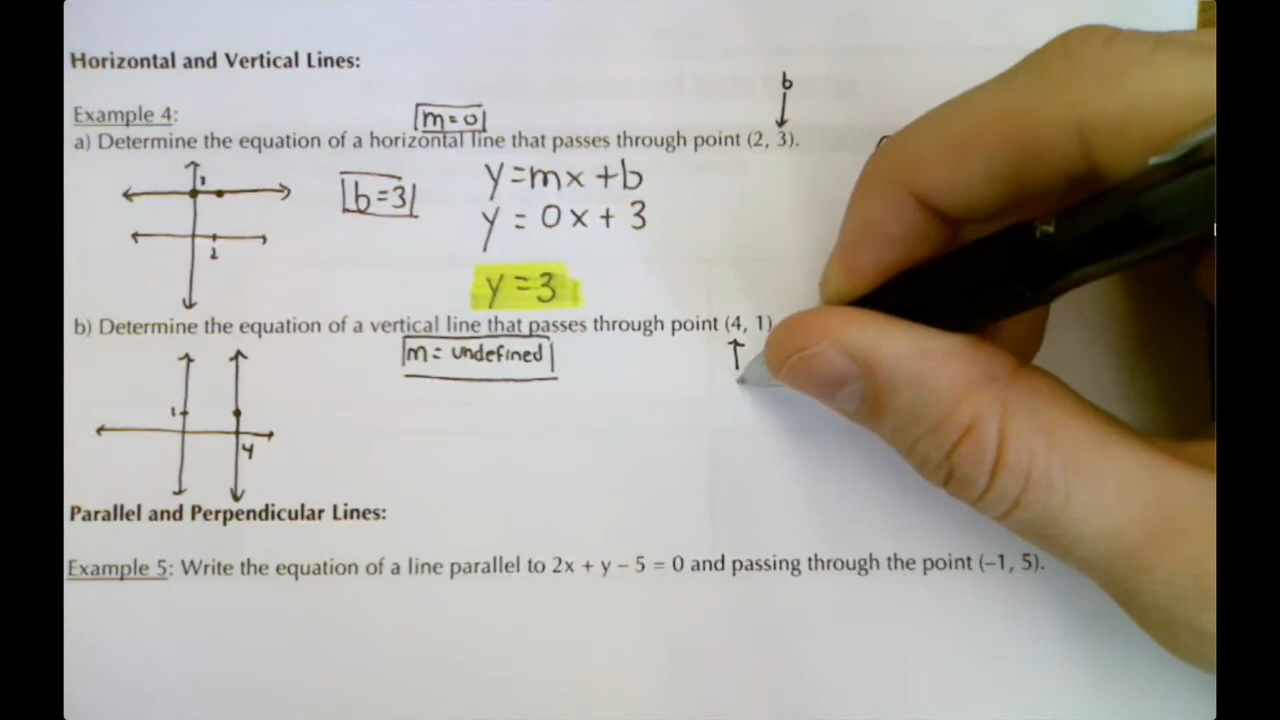 Horizontal and Vertical Lines:
Example 4:
m=0
b
a) Determine the equation of a horizontal line that passes through point (2, 3).
3
2
b=3
y=mx+b
y=0x+3
y=3
b) Determine the equation of a vertical line that passes through point (4, 1)
m= undefined
1
4
Parallel and Perpendicular Lines:
Example 5: Write the equation of a line parallel to 2x + y – 5 = 0 and passing through the point (–1, 5).